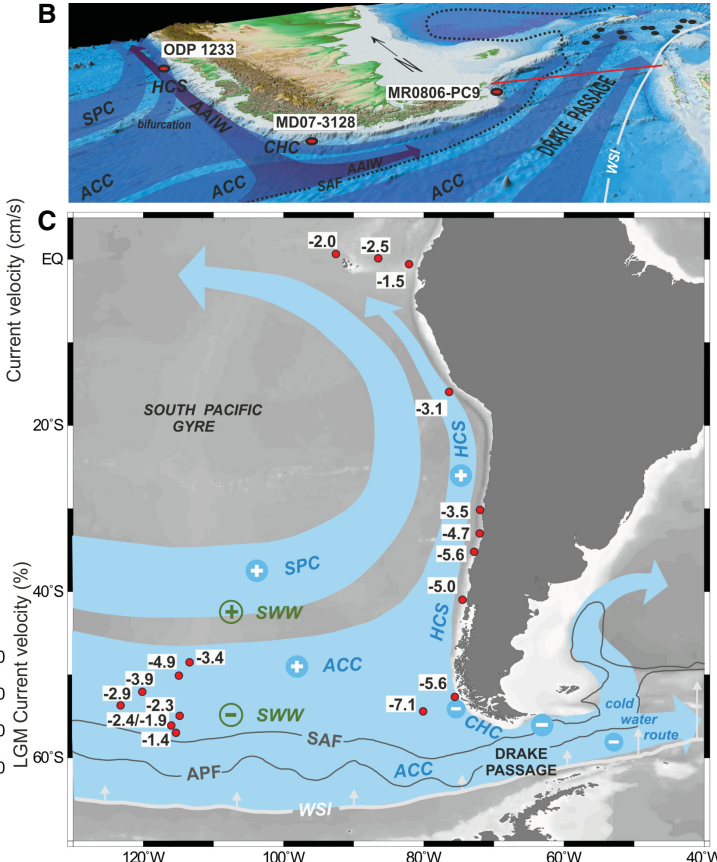 B
ODP 1233
HCS
SPC
AAIW
bifurcation
MR0806-PC9
MD07-3128
CHC
AAIW
SAF
ACC
ACC
ACC
DRAKE PASSAGE
WSI
C
Current velocity (cm/s)
LGM Current velocity (%)
EQ
20°S
40°S
60°S
-2.0
-2.5
-1.5
SOUTH PACIFIC
GYRE
-3.1
HCS
+
-3.5
-4.7
-5.6
-5.0
HCS
+ SPC
+ SWW
-4.9
-3.4
+ ACC
-3.9
-2.9
-2.3
-2.4/-1.9
-1.4
- SWW
-7.1
-5.6
-
CHC
-
-
cold
water
route
SAF
APF
ACC
DRAKE
PASSAGE
WSI
120°W
100°W
80°W
60°W
40°W